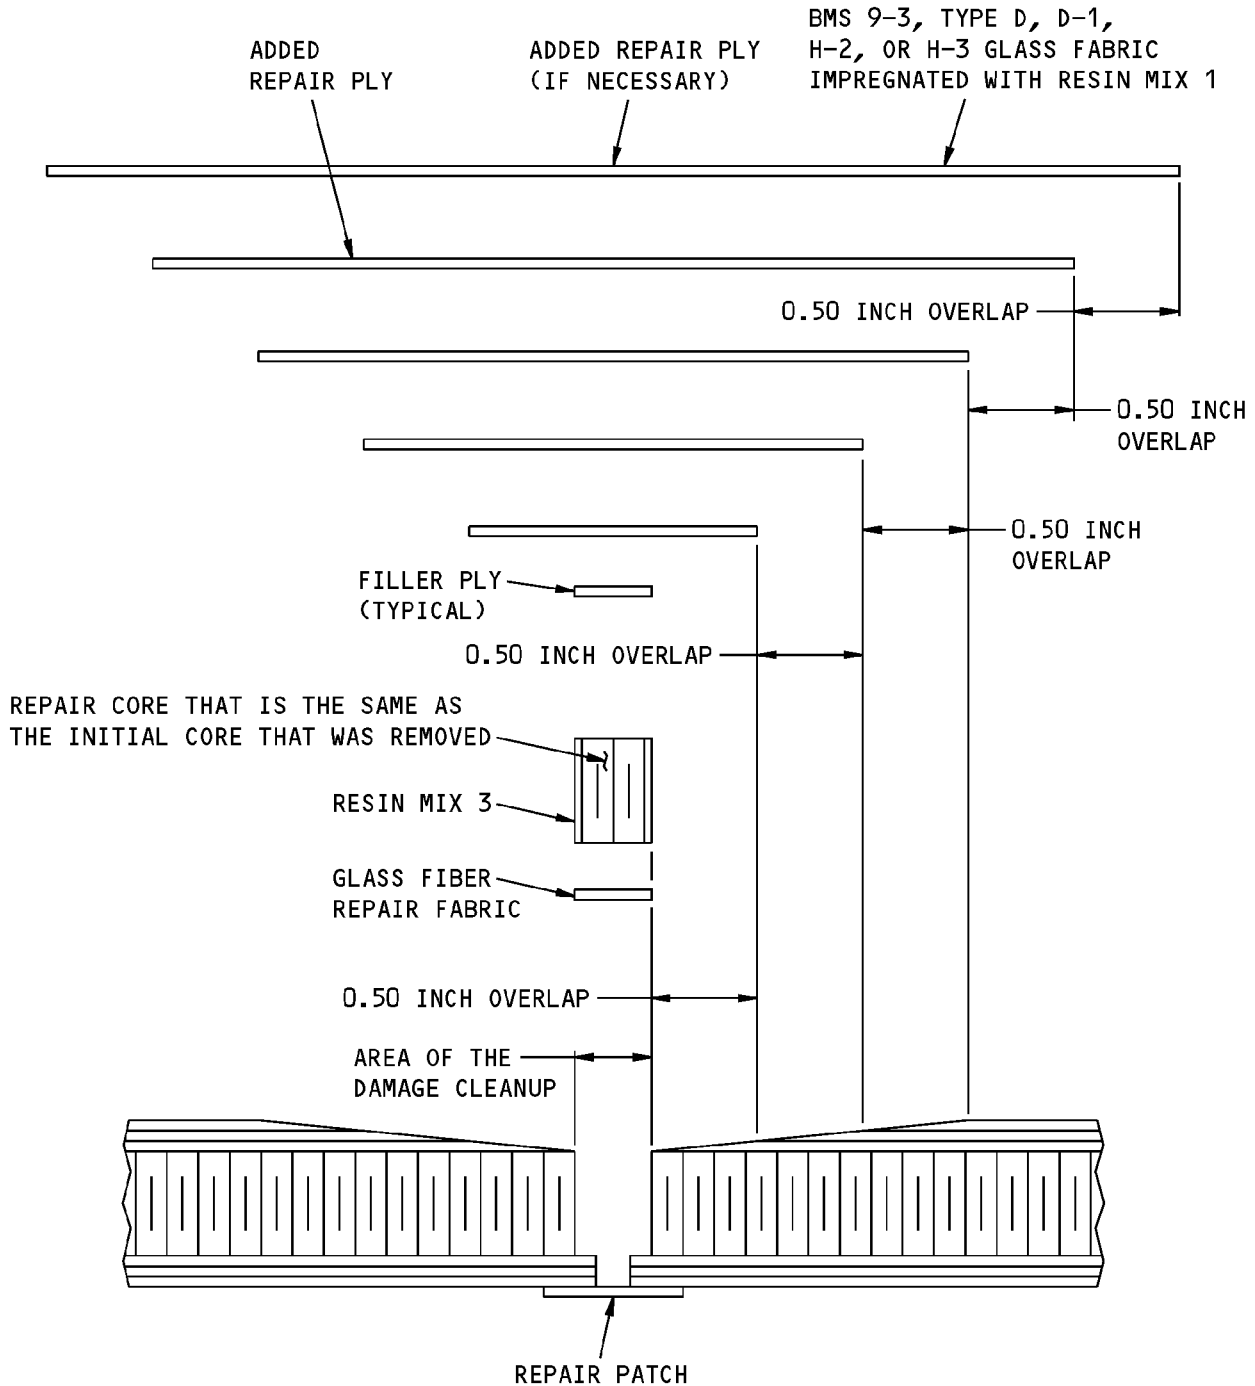 BMS 9-3, TYPE D, D-1,
H-2, OR H-3 GLASS FABRIC
IMPREGNATED WITH RESIN MIX 1
ADDED
REPAIR PLY
ADDED REPAIR PLY
(IF NECESSARY)
0.50 INCH OVERLAP
0.50 INCH
OVERLAP
0.50 INCH
OVERLAP
FILLER PLY
(TYPICAL)
0.50 INCH OVERLAP
REPAIR CORE THAT IS THE SAME AS
THE INITIAL CORE THAT WAS REMOVED
RESIN MIX 3
GLASS FIBER
REPAIR FABRIC
0.50 INCH OVERLAP
AREA OF THE
DAMAGE CLEANUP
REPAIR PATCH